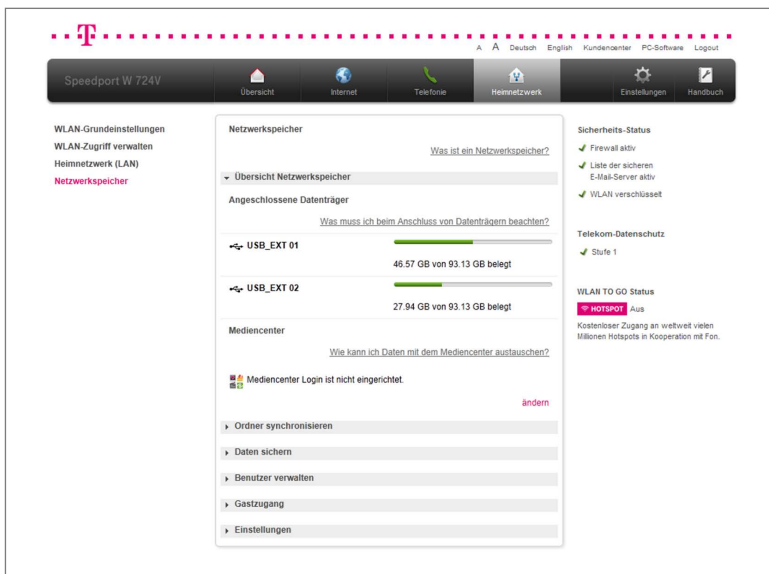 T
A A Deutsch English Kundencenter PC-Software Logout
Speedport W 724V
Übersicht Internet Telefonie Heimnetzwerk Einstellungen Handbuch
WLAN-Grundeinstellungen
WLAN-Zugriff verwalten
Heimnetzwerk (LAN)
Netzwerkspeicher
Netzwerkspeicher
Was ist ein Netzwerkspeicher?
Übersicht Netzwerkspeicher
Angeschlossene Datenträger
Was muss ich beim Anschluss von Datenträgern beachten?
USB_EXT 01
46.57 GB von 93.13 GB belegt
USB_EXT 02
27.94 GB von 93.13 GB belegt
Mediencenter
Wie kann ich Daten mit dem Mediencenter austauschen?
Mediencenter Login ist nicht eingerichtet.
ändern
Ordner synchronisieren
Daten sichern
Benutzer verwalten
Gastzugang
Einstellungen
Sicherheits-Status
Firewall aktiv
Liste der sicheren
E-Mail-Server aktiv
WLAN verschlüsselt
Telekom-Datenschutz
Stufe 1
WLAN TO GO Status
HOTSPOT Aus
Kostenloser Zugang an weltweit vielen
Millionen Hotspots in Kooperation mit Fon.